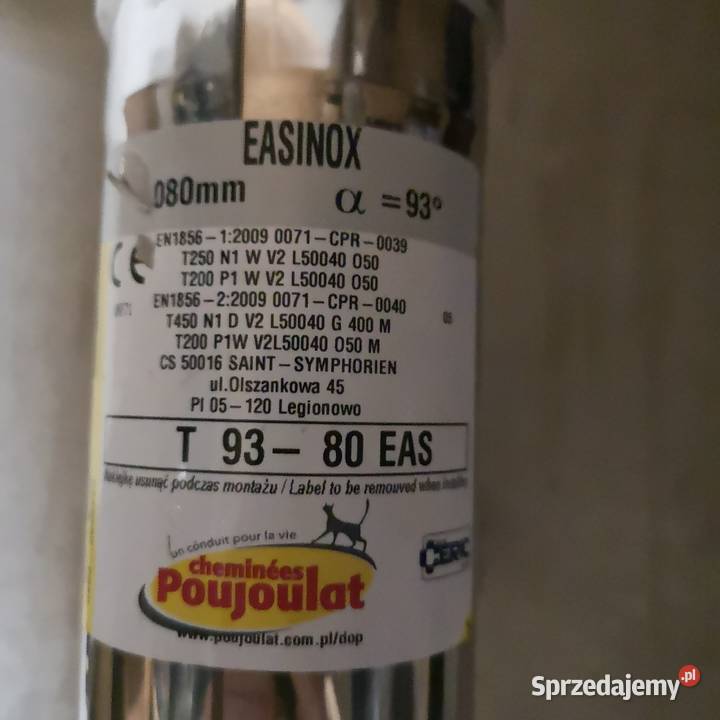 EASINOX
080mm α = 93°
EN1856-1:2009 0071-CPR-0039
T250 N1 W V2 L50040 O50
T200 P1 W V2 L50040 O50
EN1856-2:2009 0071-CPR-0040
T450 N1 D V2 L50040 G 400 M
T200 P1W V2L50040 O50 M
CS 50016 SAINT-SYMPHORIEN
ul.Olszankowa 45
Pl 05-120 Legionowo
CE
T 93- 80 EAS
usunąć podczas montażu / Label to be removed when
un conduit pour la vie
cheminées
Poujoulat
CERIC
www.poujoulat.com.pl/dop
Sprzedajemy.pl